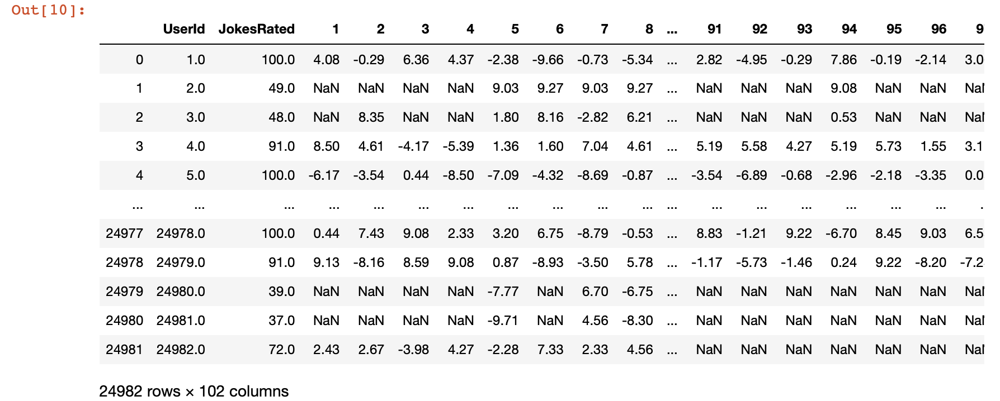 Out[10]:
UserId JokesRated 1 2 3 4 5 6 7 8 ... 91 92 93 94 95 96 9
0 1.0 100.0 4.08 -0.29 6.36 4.37 -2.38 -9.66 -0.73 -5.34 ... 2.82 -4.95 -0.29 7.86 -0.19 -2.14 3.0
1 2.0 49.0 NaN NaN NaN NaN 9.03 9.27 9.03 9.27 ... NaN NaN NaN 9.08 NaN NaN Na
2 3.0 48.0 NaN 8.35 NaN NaN 1.80 8.16 -2.82 6.21 ... NaN NaN NaN 0.53 NaN NaN Na
3 4.0 91.0 8.50 4.61 -4.17 -5.39 1.36 1.60 7.04 4.61 ... 5.19 5.58 4.27 5.19 5.73 1.55 3.1
4 5.0 100.0 -6.17 -3.54 0.44 -8.50 -7.09 -4.32 -8.69 -0.87 ... -3.54 -6.89 -0.68 -2.96 -2.18 -3.35 0.0
... ... ... ... ... ... ... ... ... ... ... ... ... ... ... ... ... ... .
24977 24978.0 100.0 0.44 7.43 9.08 2.33 3.20 6.75 -8.79 -0.53 ... 8.83 -1.21 9.22 -6.70 8.45 9.03 6.5
24978 24979.0 91.0 9.13 -8.16 8.59 9.08 0.87 -8.93 -3.50 5.78 ... -1.17 -5.73 -1.46 0.24 9.22 -8.20 -7.2
24979 24980.0 39.0 NaN NaN NaN NaN -7.77 NaN 6.70 -6.75 ... NaN NaN NaN NaN NaN NaN Na
24980 24981.0 37.0 NaN NaN NaN NaN -9.71 NaN 4.56 -8.30 ... NaN NaN NaN NaN NaN NaN Na
24981 24982.0 72.0 2.43 2.67 -3.98 4.27 -2.28 7.33 2.33 4.56 ... NaN NaN NaN NaN NaN NaN Na
24982 rows × 102 columns